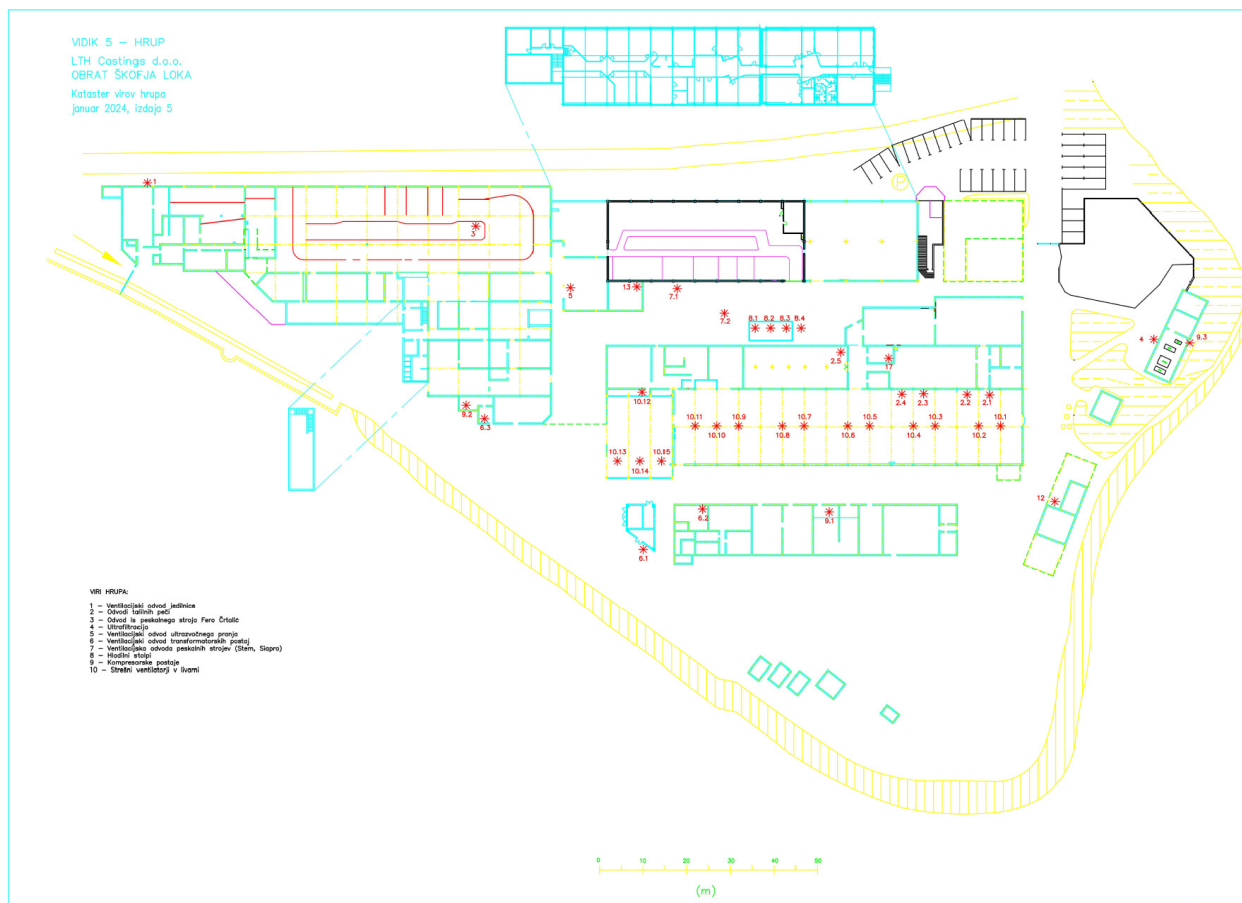 VIDIK 5 – HRUP
LTH Castings d.o.o.
OBRAT ŠKOFJA LOKA
Kataster virov hrupa
januar 2024, izdaja 5
P
1
3
5
13
7.1
7.2
8.1 8.2 8.3 8.4
2.5
17
4
9.3
2.4 2.3 2.2 2.1
10.12
9.2
6.3
10.11 10.10 10.9 10.8 10.7 10.6 10.5 10.4 10.3 10.2 10.1
10.13 10.14 10.15
12
6.2
9.1
6.1
VIRI HRUPA:
1 – Ventilacijski odvod jedilnice
2 – Odvodi talilnih peči
3 – Odvod iz peskalnega stroja Fero Črtalič
4 – Ultrafiltracija
5 – Ventilacijski odvod ultrazvočnega pranja
6 – Ventilacijski odvod transformatorskih postaj
7 – Ventilacijska odvoda peskalnih strojev (Stem, Siapro)
8 – Hladilni stolpi
9 – Kompresorske postaje
10 – Strešni ventilatorji v livarni
0 10 20 30 40 50
(m)